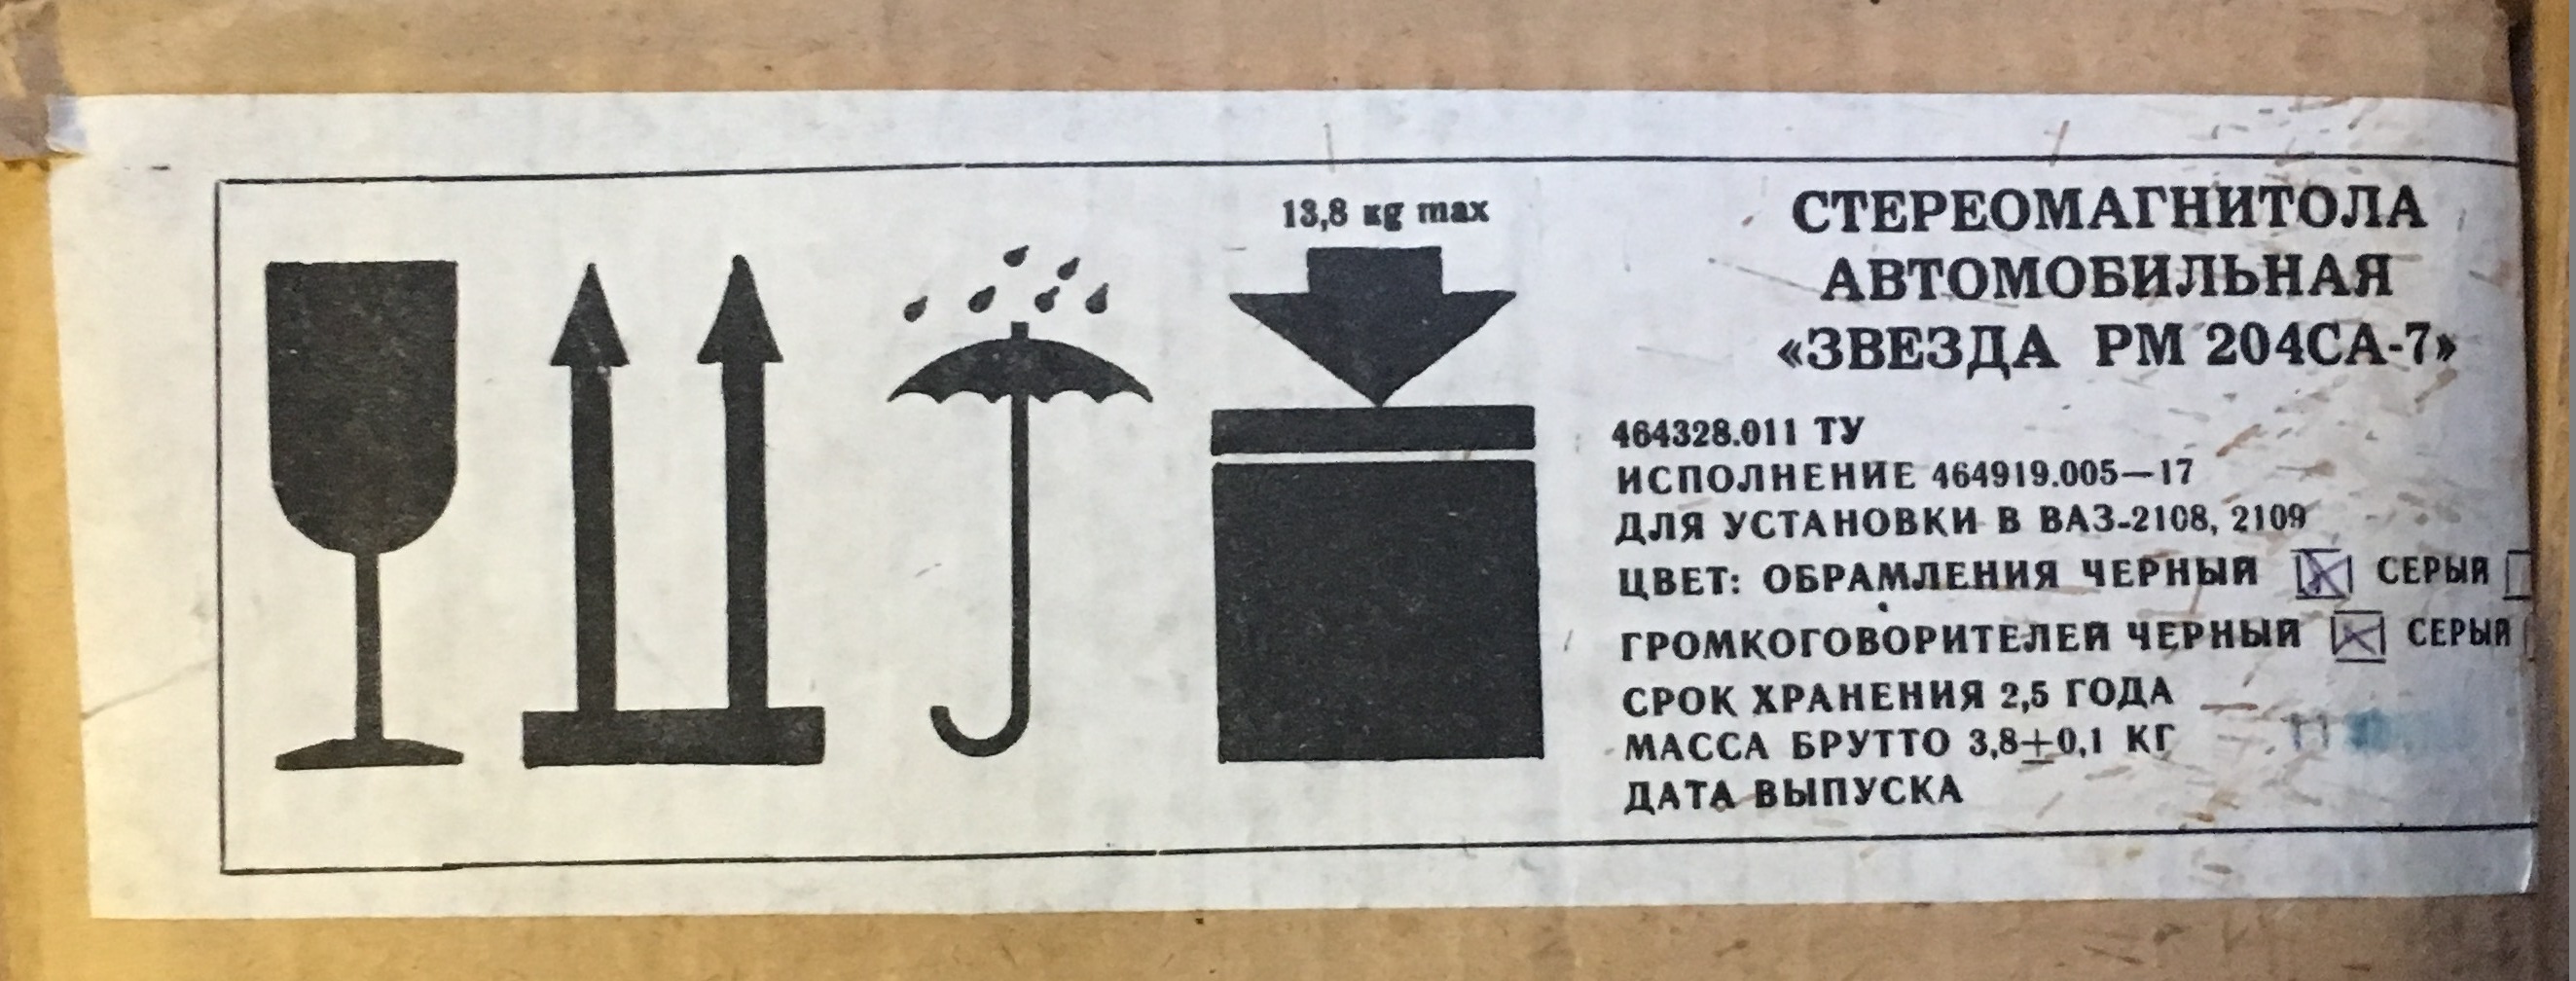 13,8 кg max
СТЕРЕОМАГНИТОЛА
АВТОМОБИЛЬНАЯ
«ЗВЕЗДА РМ 204СА-7»
464328.011 ТУ
ИСПОЛНЕНИЕ 464919.005—17
ДЛЯ УСТАНОВКИ В ВАЗ-2108, 2109
ЦВЕТ: ОБРАМЛЕНИЯ ЧЕРНЫЙ СЕРЫЙ
ГРОМКОГОВОРИТЕЛЕЙ ЧЕРНЫЙ СЕРЫЙ
СРОК ХРАНЕНИЯ 2,5 ГОДА
МАССА БРУТТО 3,8±0,1 КГ
ДАТА ВЫПУСКА